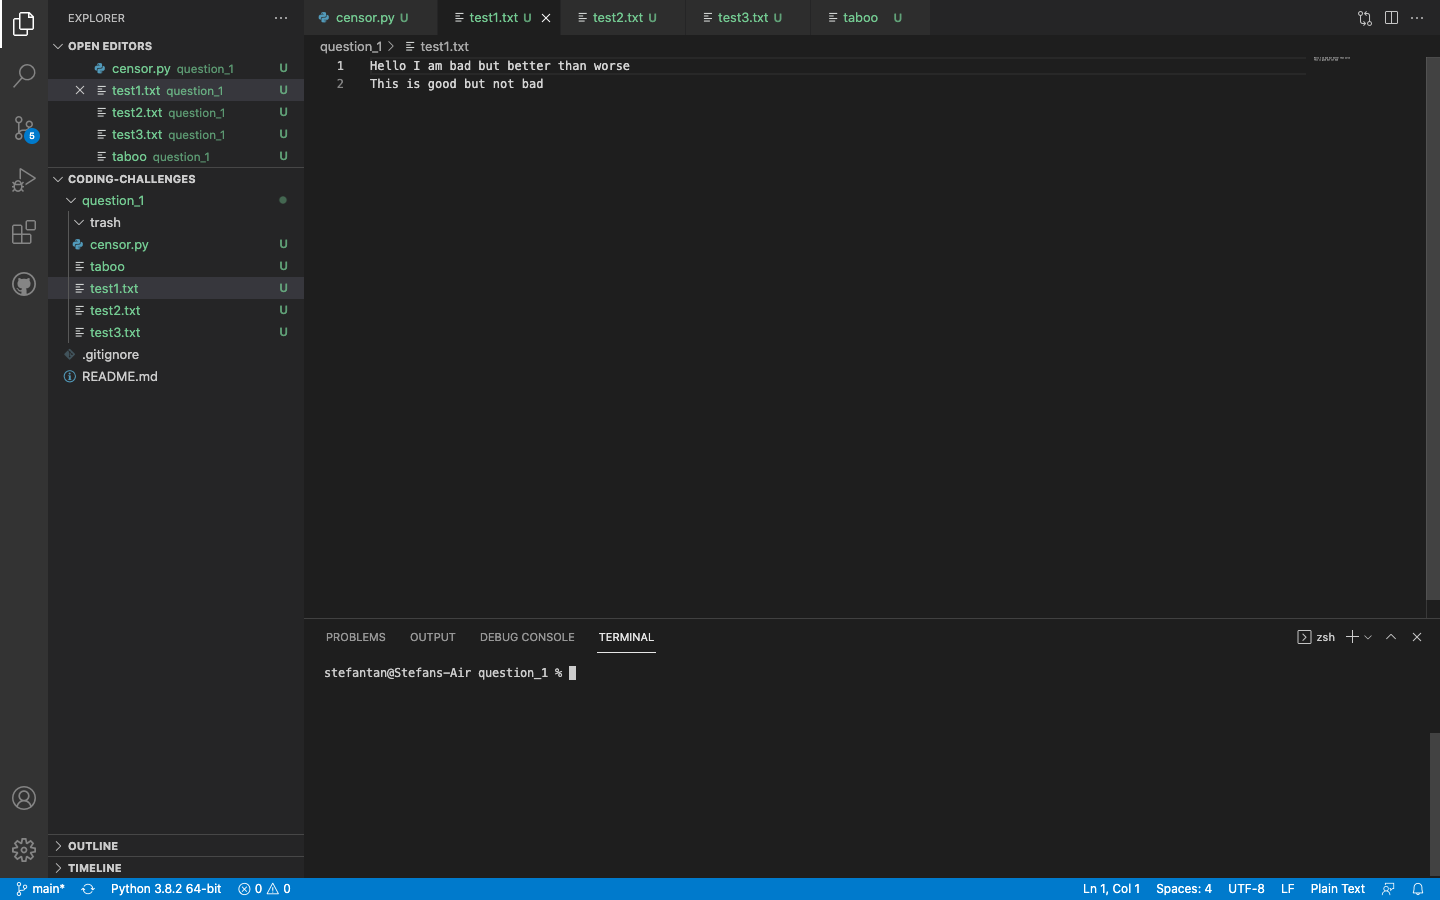 EXPLORER
OPEN EDITORS
censor.py question_1 U
test1.txt question_1 U
test2.txt question_1 U
test3.txt question_1 U
taboo question_1 U
CODING-CHALLENGES
question_1
trash
censor.py U
taboo U
test1.txt U
test2.txt U
test3.txt U
.gitignore
README.md
OUTLINE
TIMELINE
5
censor.py U
test1.txt U
test2.txt U
test3.txt U
taboo U
question_1 > test1.txt
1 Hello I am bad but better than worse
2 This is good but not bad
PROBLEMS OUTPUT DEBUG CONSOLE TERMINAL
zsh
stefantan@Stefans-Air question_1 %
main* Python 3.8.2 64-bit 0 0 Ln 1, Col 1 Spaces: 4 UTF-8 LF Plain Text